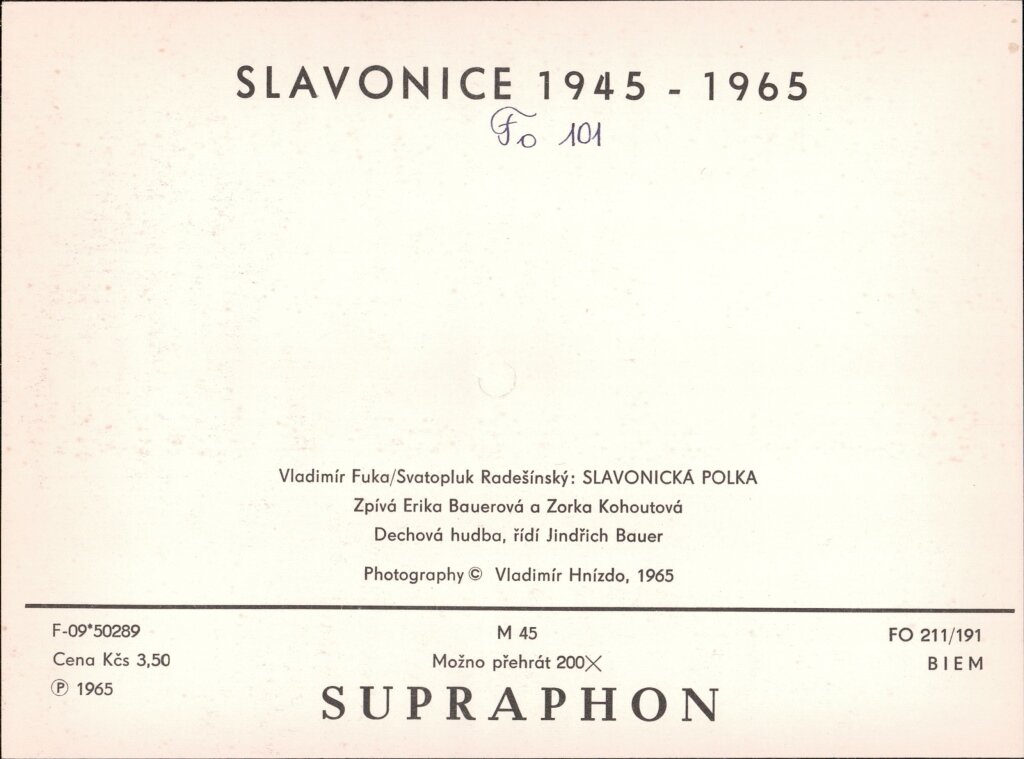 SLAVONICE 1945 - 1965
Fo 101
Vladimír Fuka/Svatopluk Radešínský: SLAVONICKÁ POLKA
Zpívá Erika Bauerová a Zorka Kohoutová
Dechová hudba, řídí Jindřich Bauer
Photography © Vladimír Hnízdo, 1965
F-09*50289
M 45
FO 211/191
Cena Kčs 3,50
Možno přehrát 200X
BIEM
℗ 1965
SUPRAPHON